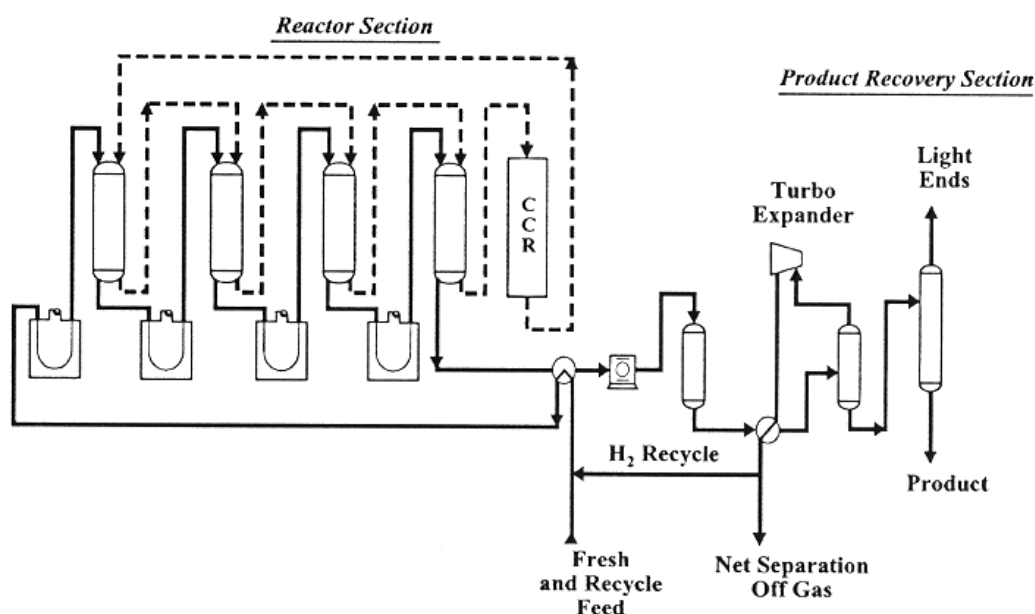 Reactor Section
Product Recovery Section
Light
Ends
Turbo
Expander
C
C
R
H₂ Recycle
Product
Fresh
and Recycle
Feed
Net Separation
Off Gas